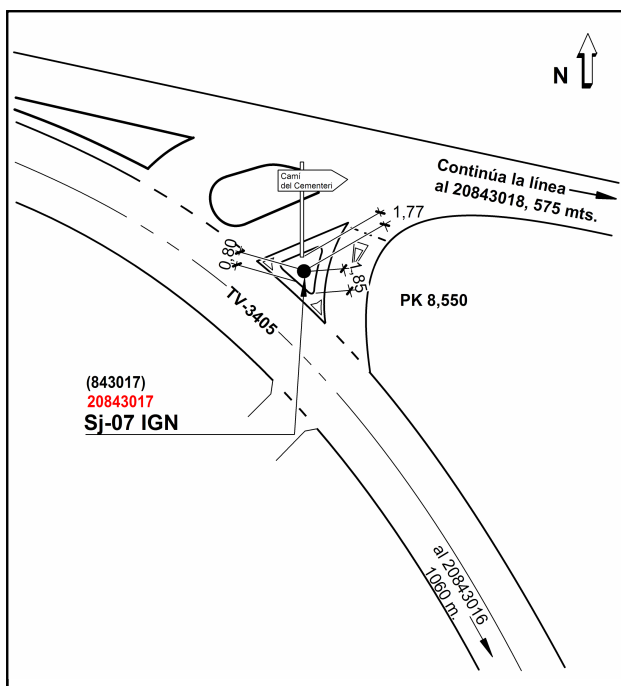 N
Continúa la línea
al 20843018, 575 mts.
Camí
del Cementeri
1,77
0,80
1,85
TV-3405
PK 8,550
(843017)
20843017
Sj-07 IGN
al 20843016
1060 m.